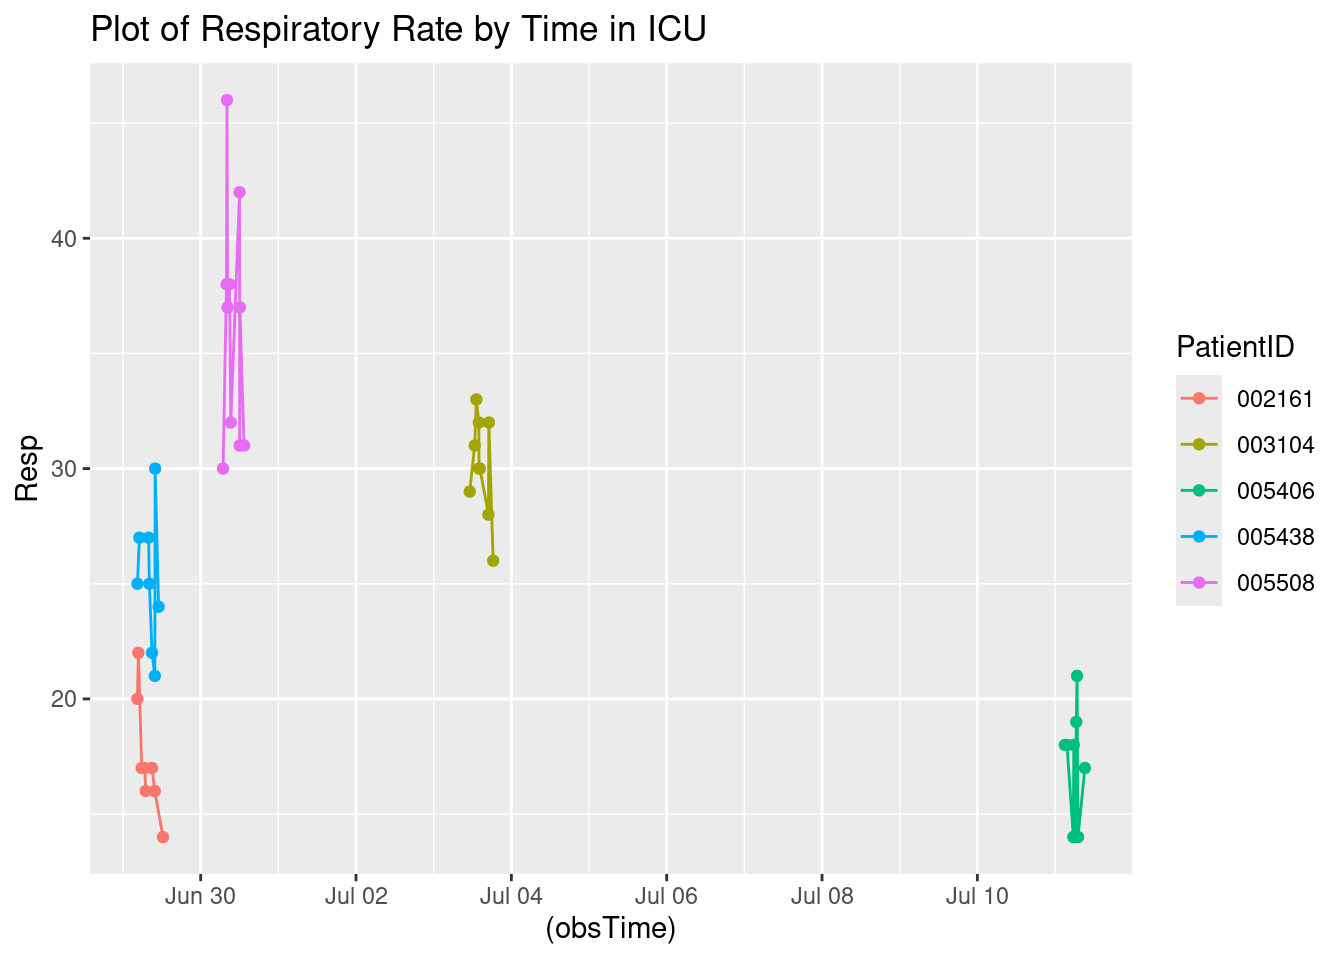 Plot of Respiratory Rate by Time in ICU
Resp
40
30
20
Jun 30 Jul 02 Jul 04 Jul 06 Jul 08 Jul 10
(obsTime)
PatientID
002161
003104
005406
005438
005508